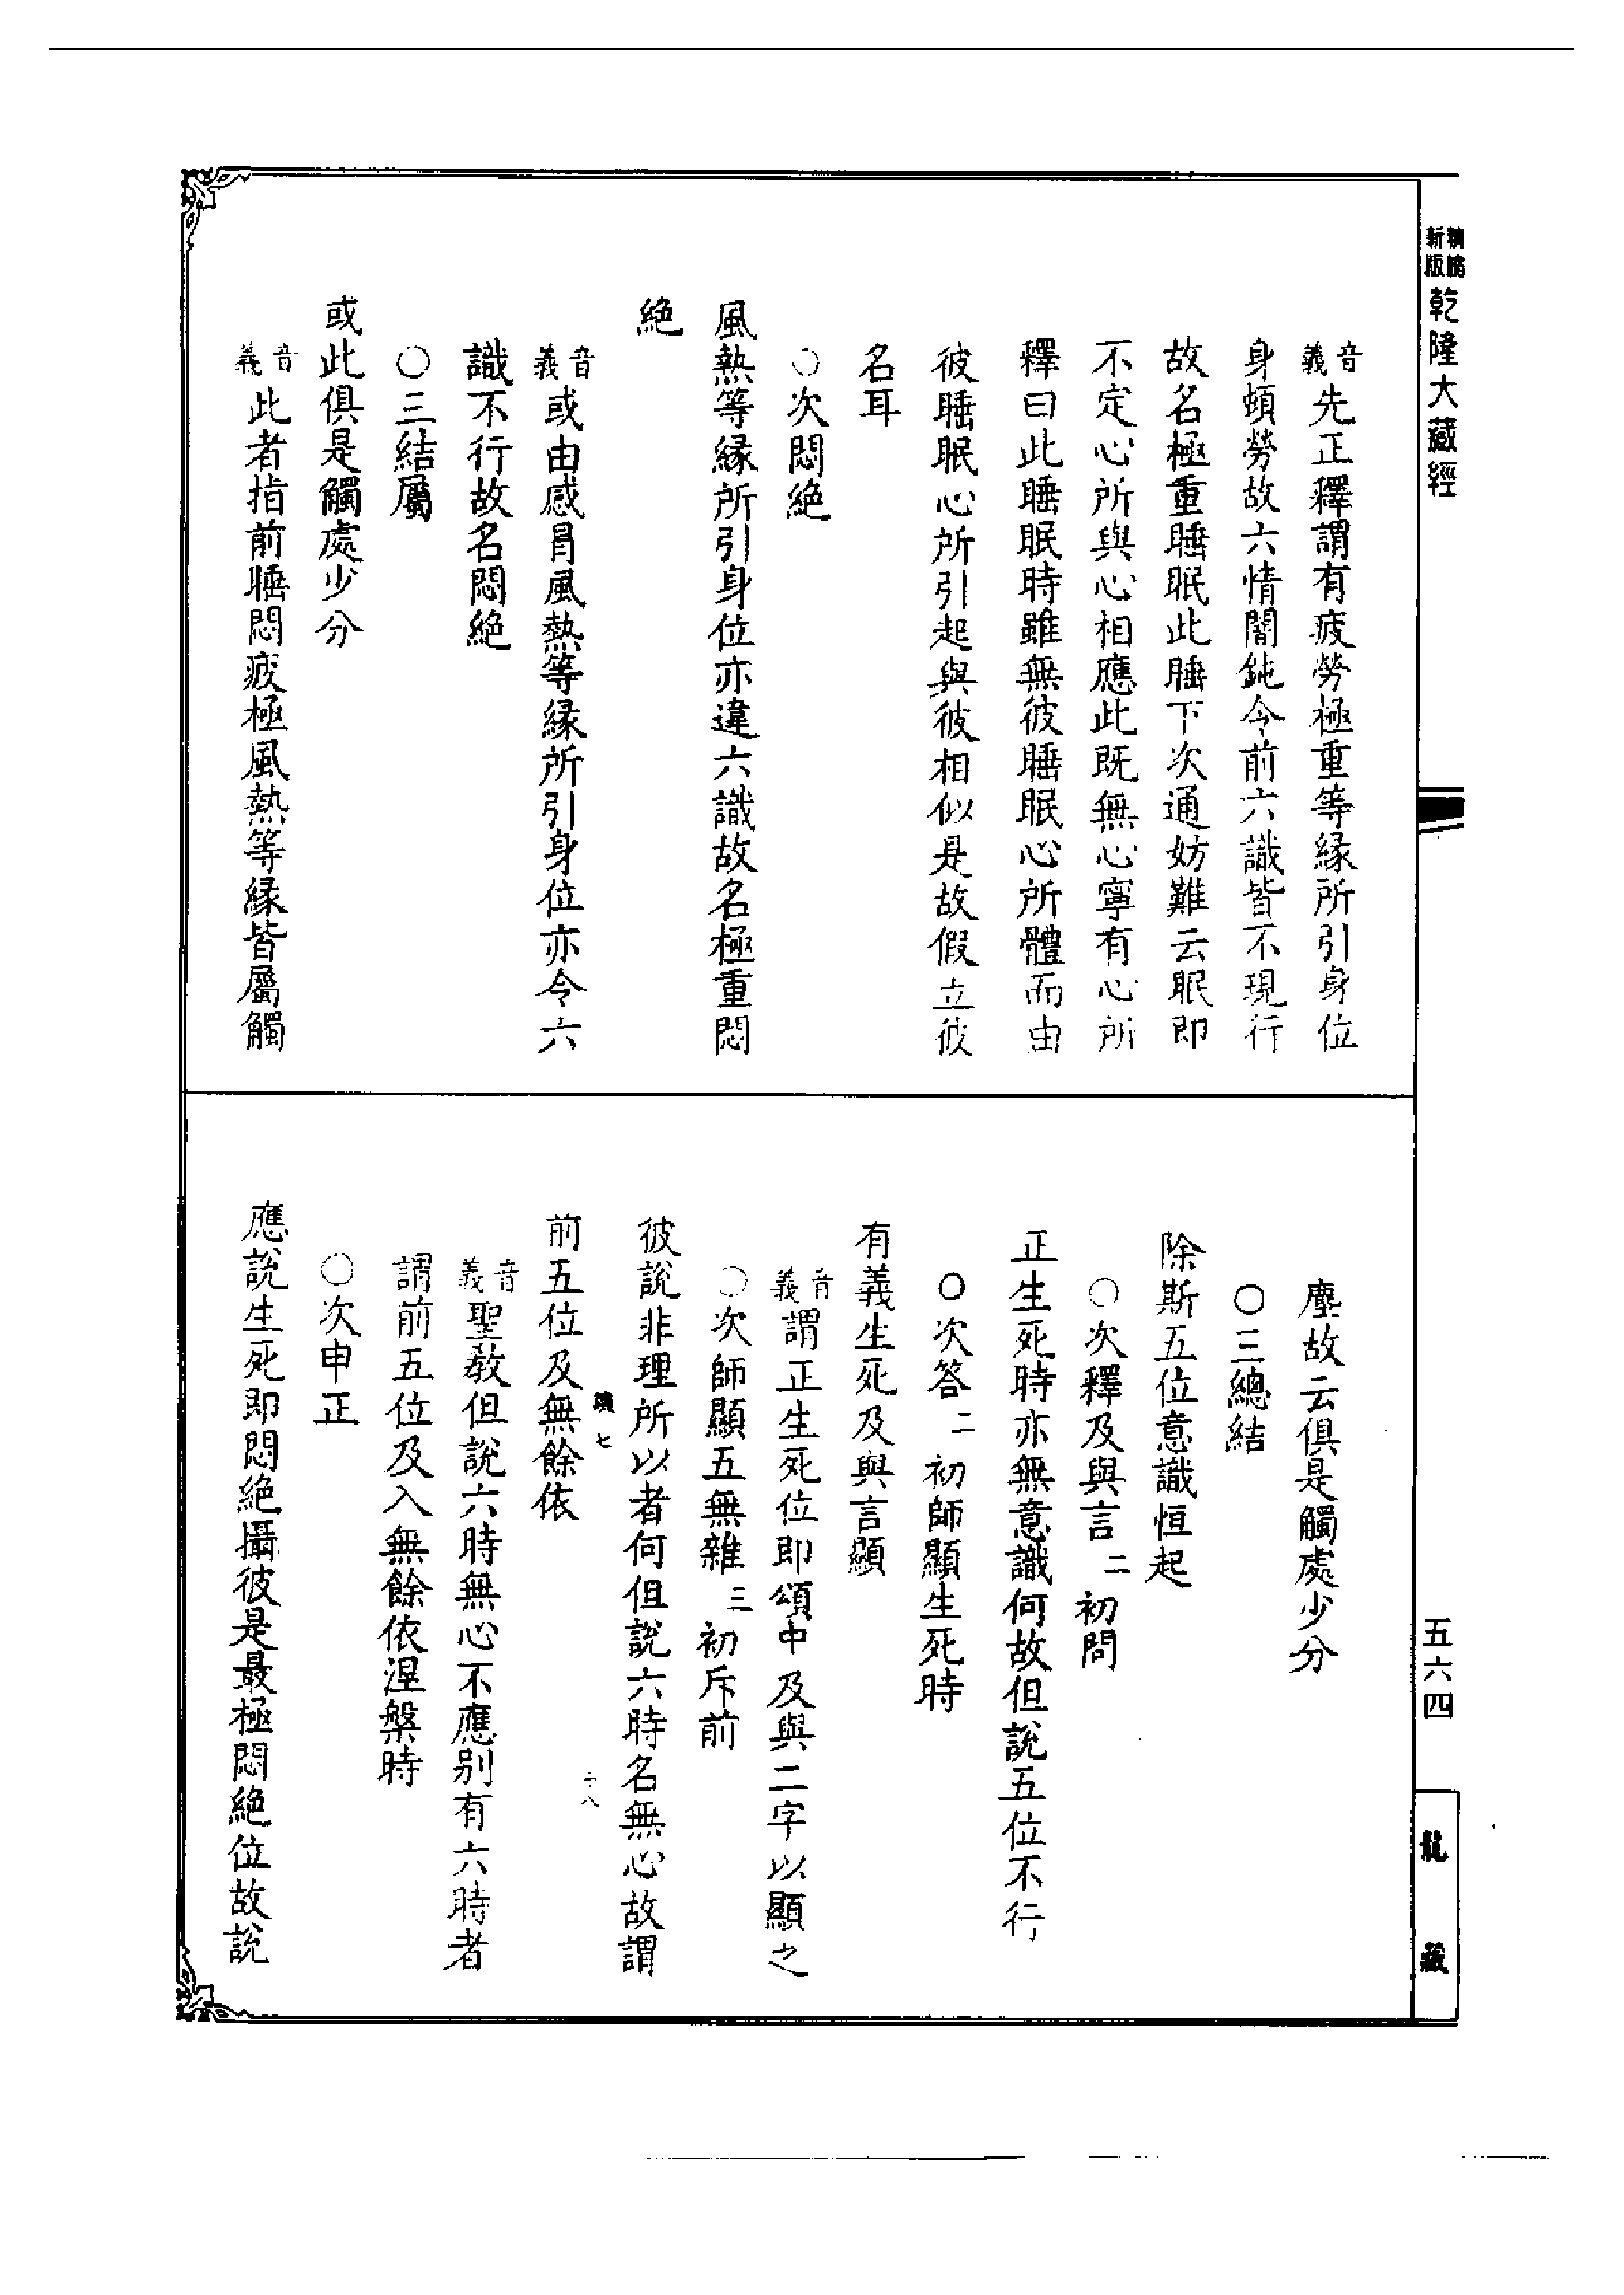 新版
乾隆大藏經
五六四
龍藏
音義先正釋謂有疲勞極重等緣所引身位
身頓勞故六情闇鈍令前六識皆不現行
故名極重睡眠此睡下次通妨難云眠即
不定心所與心相應此既無心寧有心所
釋曰此睡眠時雖無彼睡眠心所體而由
彼睡眠心所引起與彼相似是故假立彼
名耳
○次悶絶
風熱等緣所引身位亦違六識故名極重悶
絶
音義或由感冒風熱等緣所引身位亦令六
識不行故名悶絶
○三結屬
或此俱是觸處少分
音義此者指前睡悶疲極風熱等緣皆屬觸
塵故云俱是觸處少分
○三總結
除斯五位意識恒起
○次釋及與言二初問
正生死時亦無意識何故但說五位不行
○次答二初師顯生死時
有義生死及與言顯
音義謂正生死位即頌中及與二字以顯之
○次師顯五無雜三初斥前
彼說非理所以者何但說六時名無心故謂
前五位及無餘依
音義聖教但說六時無心不應別有六時者
謂前五位及入無餘依涅槃時
○次申正
應說生死即悶絶攝彼是最極悶絶位故說